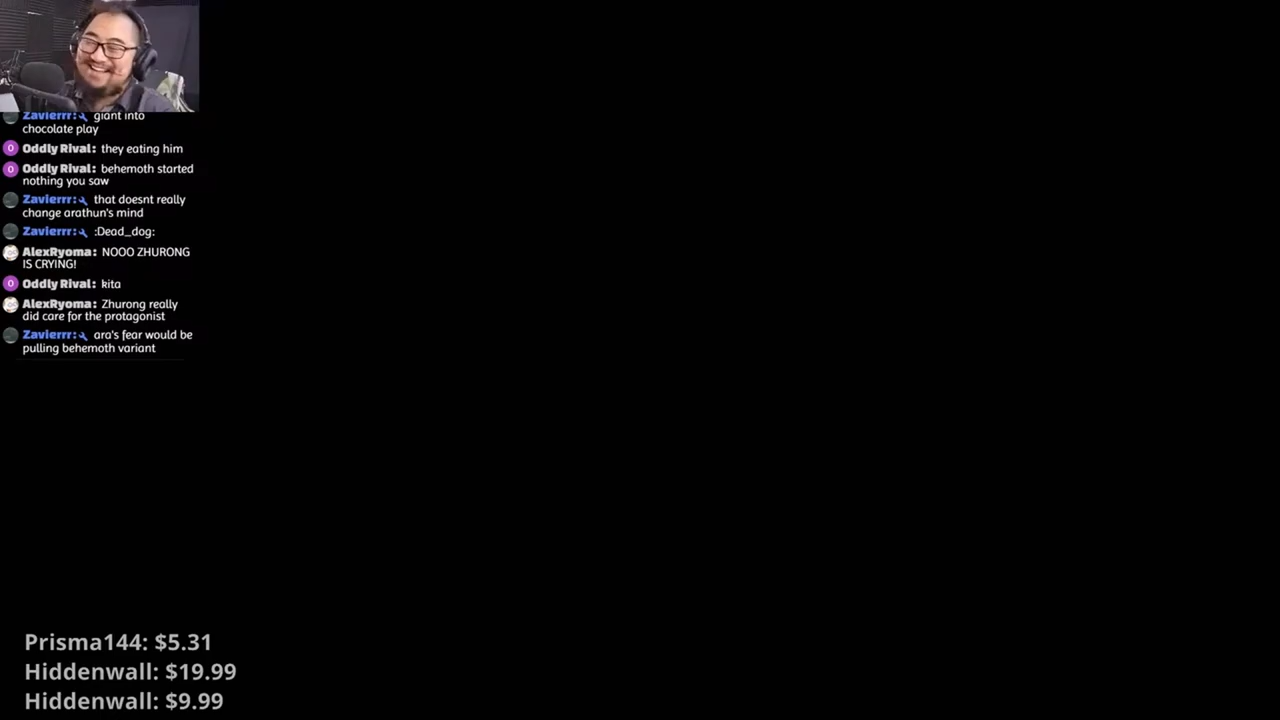 Zavierrr: giant into
chocolate play
O Oddly Rival: they eating him
O Oddly Rival: behemoth started
nothing you saw
Zavierrr: that doesnt really
change arathun's mind
Zavierrr: :Dead_dog:
AlexRyoma: NOOO ZHURONG
IS CRYING!
O Oddly Rival: kita
AlexRyoma: Zhurong really
did care for the protagonist
Zavierrr: ara's fear would be
pulling behemoth variant
Prisma144: $5.31
Hiddenwall: $19.99
Hiddenwall: $9.99